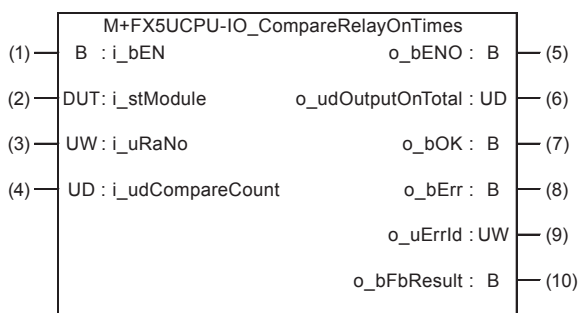 M+FX5UCPU-IO_CompareRelayOnTimes
(1) B : i_bEN o_bENO : B (5)
(2) DUT : i_stModule o_udOutputOnTotal : UD (6)
(3) UW : i_uRaNo o_bOK : B (7)
(4) UD : i_udCompareCount o_bErr : B (8)
o_uErrId : UW (9)
o_bFbResult : B (10)